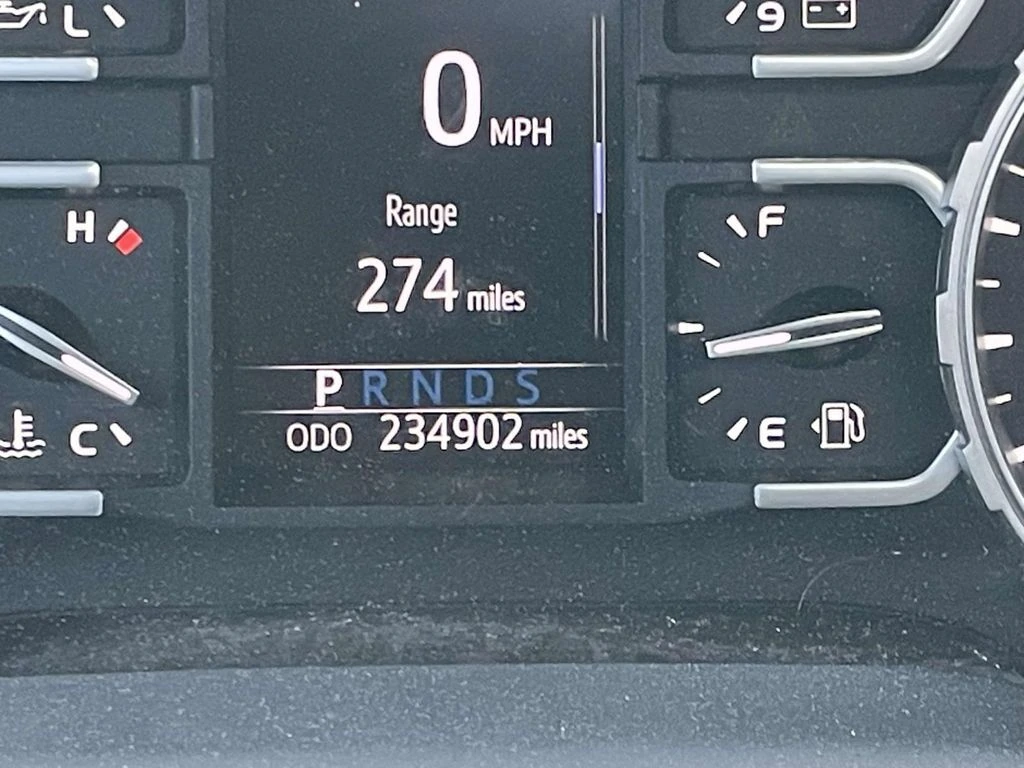 L
9
0 MPH
H
Range
F
274 miles
P R N D S
C
ODO 234902 miles
E